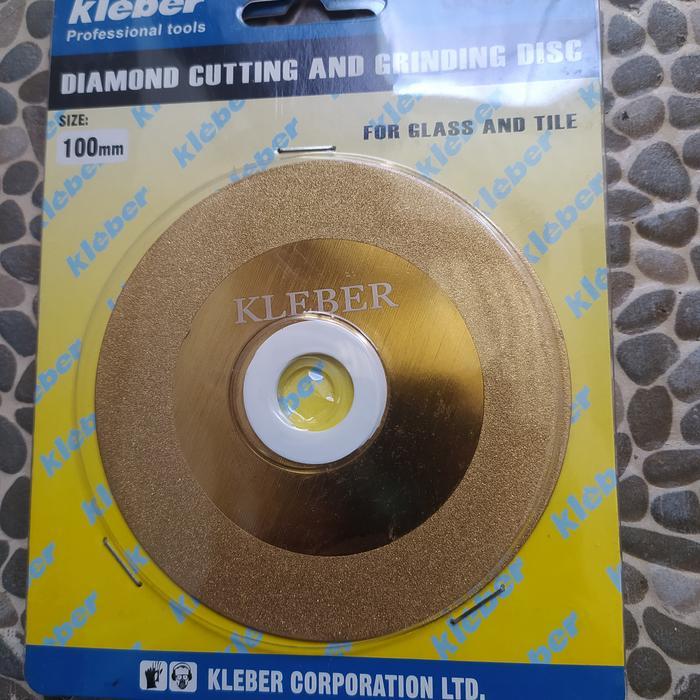 kleber
Professional tools
DIAMOND CUTTING AND GRINDING DISC
SIZE:
100mm
FOR GLASS AND TILE
KLEBER
KLEBER CORPORATION LTD.